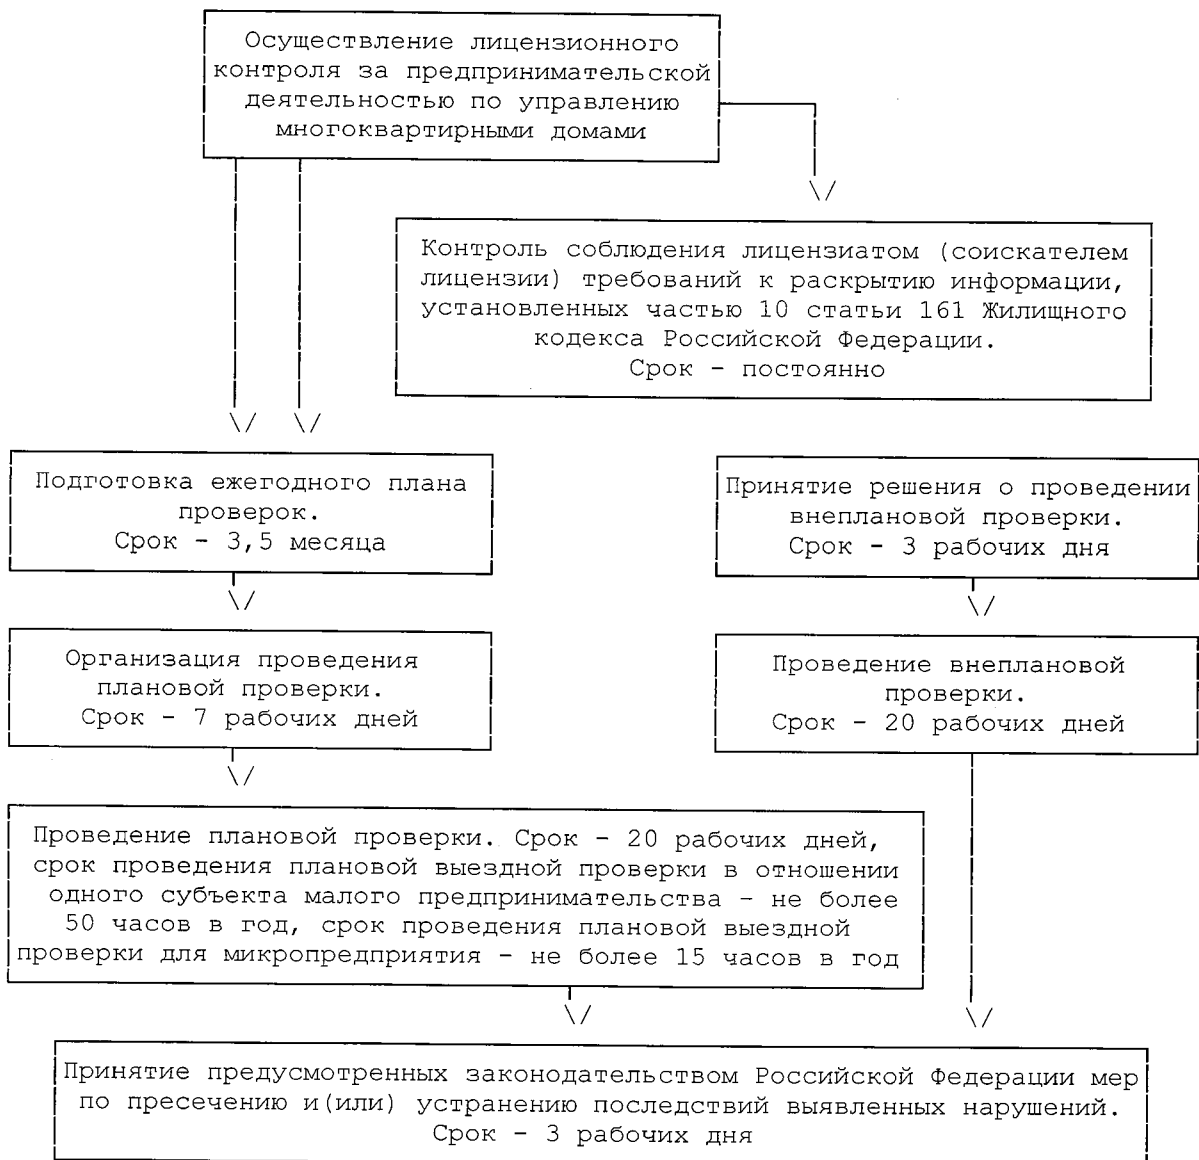 Осуществление лицензионного
контроля за предпринимательской
деятельностью по управлению
многоквартирными домами
Контроль соблюдения лицензиатом (соискателем
лицензии) требований к раскрытию информации,
установленных частью 10 статьи 161 Жилищного
кодекса Российской Федерации.
Срок - постоянно
Подготовка ежегодного плана
проверок.
Срок - 3,5 месяца
Принятие решения о проведении
внеплановой проверки.
Срок - 3 рабочих дня
Организация проведения
плановой проверки.
Срок - 7 рабочих дней
Проведение внеплановой
проверки.
Срок - 20 рабочих дней
Проведение плановой проверки. Срок - 20 рабочих дней,
срок проведения плановой выездной проверки в отношении
одного субъекта малого предпринимательства - не более
50 часов в год, срок проведения плановой выездной
проверки для микропредприятия - не более 15 часов в год
Принятие предусмотренных законодательством Российской Федерации мер
по пресечению и(или) устранению последствий выявленных нарушений.
Срок - 3 рабочих дня